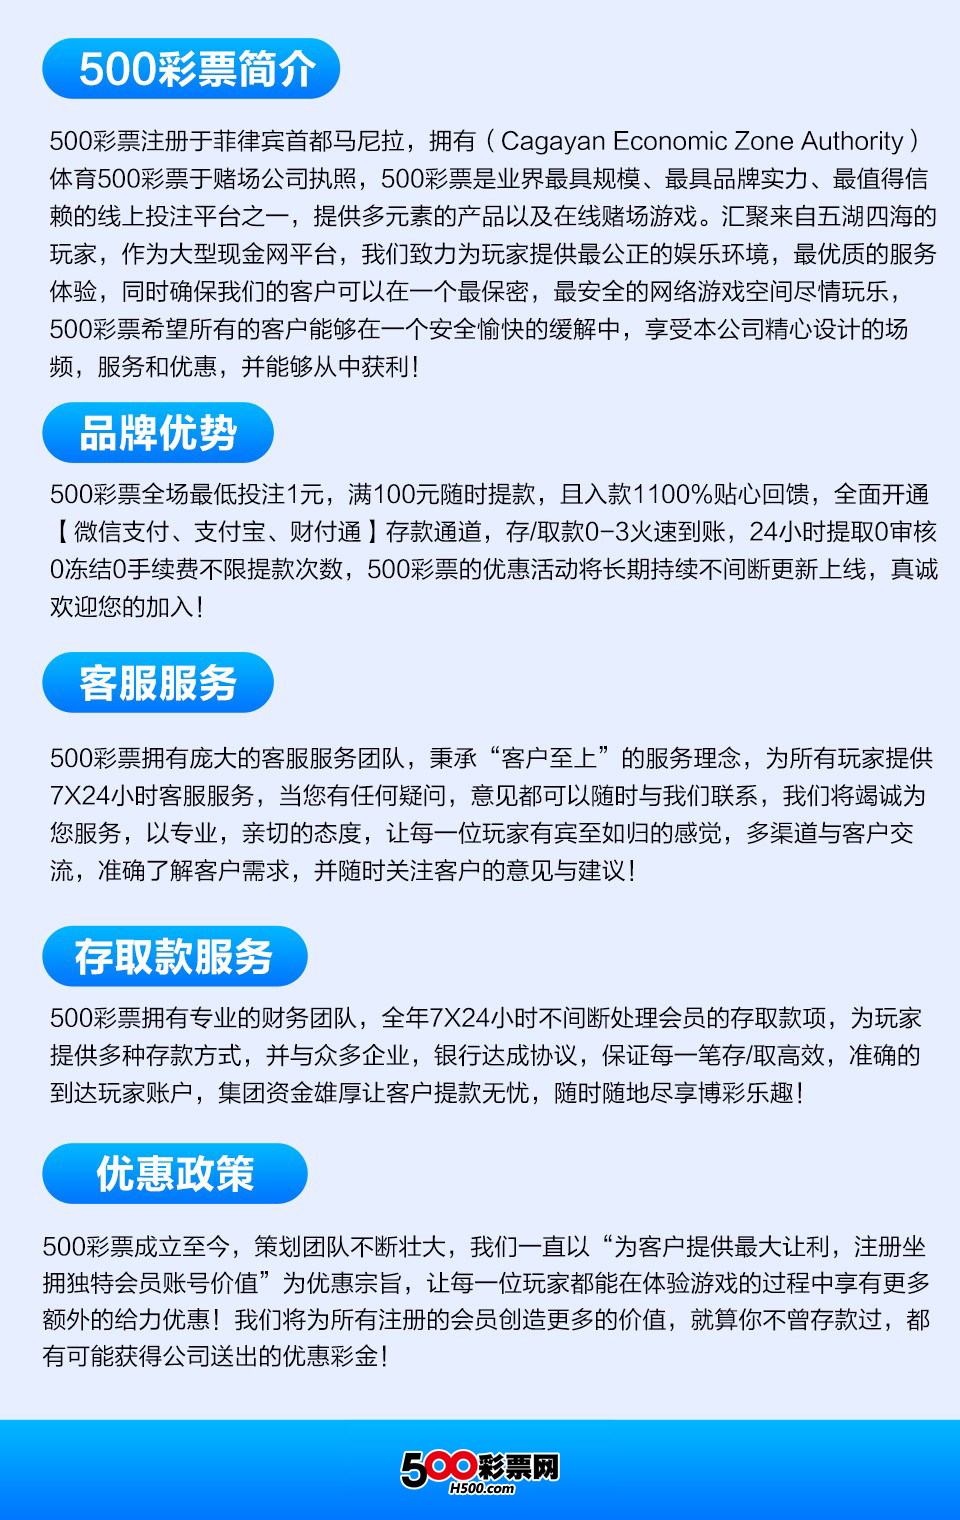 500彩票简介
500彩票注册于菲律宾首都马尼拉，拥有（Cagayan Economic Zone Authority）
体育500彩票于赌场公司执照，500彩票是业界最具规模、最具品牌实力、最值得信
赖的线上投注平台之一，提供多元素的产品以及在线赌场游戏。汇聚来自五湖四海的
玩家，作为大型现金网平台，我们致力为玩家提供最公正的娱乐环境，最优质的服务
体验，同时确保我们的客户可以在一个最保密，最安全的网络游戏空间尽情玩乐，
500彩票希望所有的客户能够在一个安全愉快的缓解中，享受本公司精心设计的场
频，服务和优惠，并能够从中获利！
品牌优势
500彩票全场最低投注1元，满100元随时提款，且入款1100%贴心回馈，全面开通
【微信支付、支付宝、财付通】存款通道，存/取款0-3火速到账，24小时提取0审核
0冻结0手续费不限提款次数，500彩票的优惠活动将长期持续不间断更新上线，真诚
欢迎您的加入！
客服服务
500彩票拥有庞大的客服服务团队，秉承“客户至上”的服务理念，为所有玩家提供
7X24小时客服服务，当您有任何疑问，意见都可以随时与我们联系，我们将竭诚为
您服务，以专业，亲切的态度，让每一位玩家有宾至如归的感觉，多渠道与客户交
流，准确了解客户需求，并随时关注客户的意见与建议！
存取款服务
500彩票拥有专业的财务团队，全年7X24小时不间断处理会员的存取款项，为玩家
提供多种存款方式，并与众多企业，银行达成协议，保证每一笔存/取高效，准确的
到达玩家账户，集团资金雄厚让客户提款无忧，随时随地尽享博彩乐趣！
优惠政策
500彩票成立至今，策划团队不断壮大，我们一直以“为客户提供最大让利，注册坐
拥独特会员账号价值”为优惠宗旨，让每一位玩家都能在体验游戏的过程中享有更多
额外的给力优惠！我们将为所有注册的会员创造更多的价值，就算你不曾存款过，都
有可能获得公司送出的优惠彩金！
500彩票网
H500.com